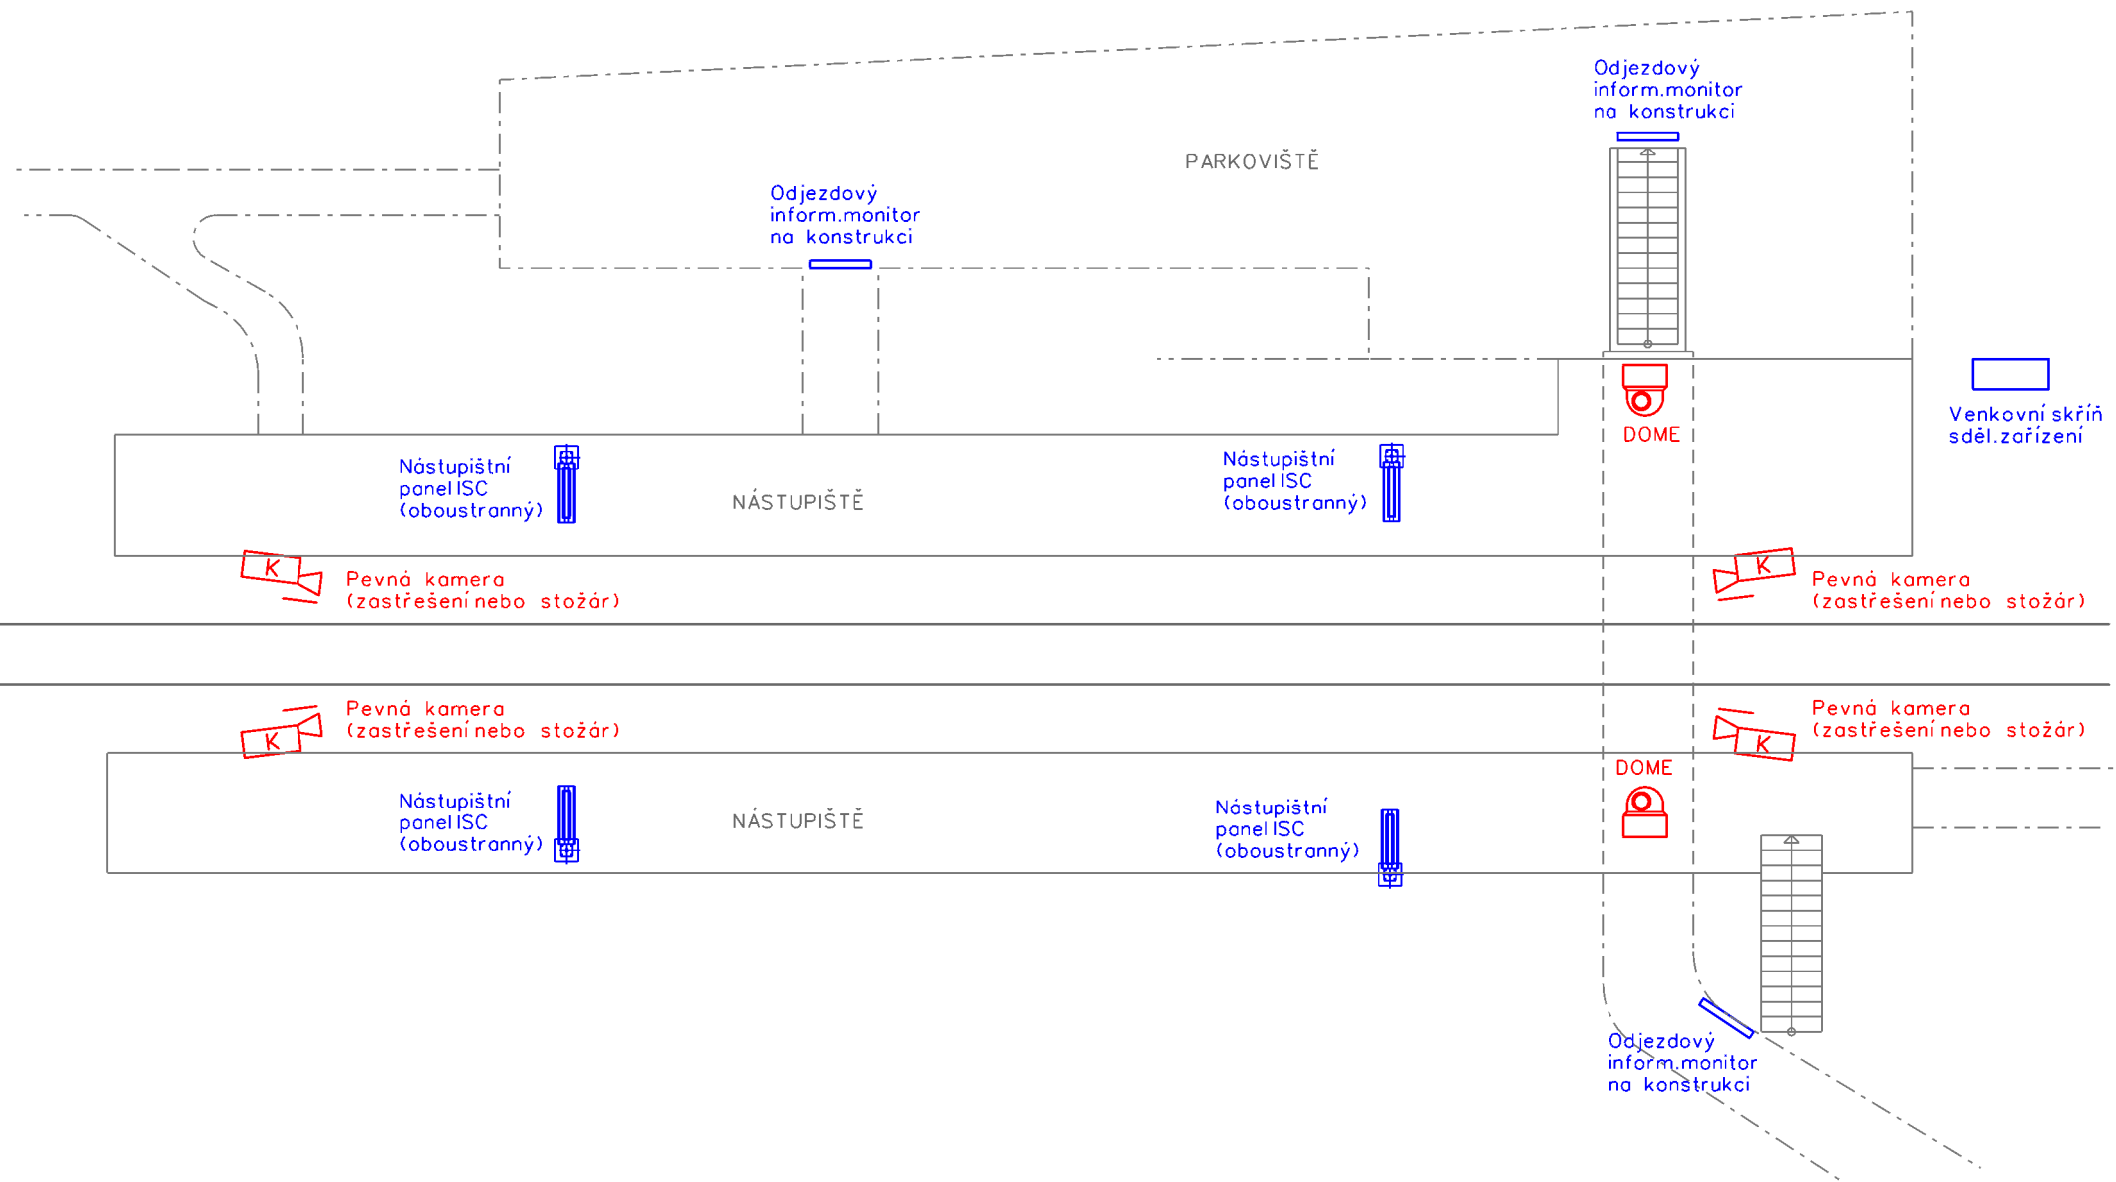 Odjezdový
inform.monitor
na konstrukci
PARKOVIŠTĚ
Odjezdový
inform.monitor
na konstrukci
Venkovní skříň
sděl.zařízení
DOME
Nástupištní
panel ISC
(oboustranný)
NÁSTUPIŠTĚ
Nástupištní
panel ISC
(oboustranný)
K
Pevná kamera
(zastřešení nebo stožár)
K
Pevná kamera
(zastřešení nebo stožár)
K
Pevná kamera
(zastřešení nebo stožár)
K
Pevná kamera
(zastřešení nebo stožár)
DOME
Nástupištní
panel ISC
(oboustranný)
NÁSTUPIŠTĚ
Nástupištní
panel ISC
(oboustranný)
Odjezdový
inform.monitor
na konstrukci